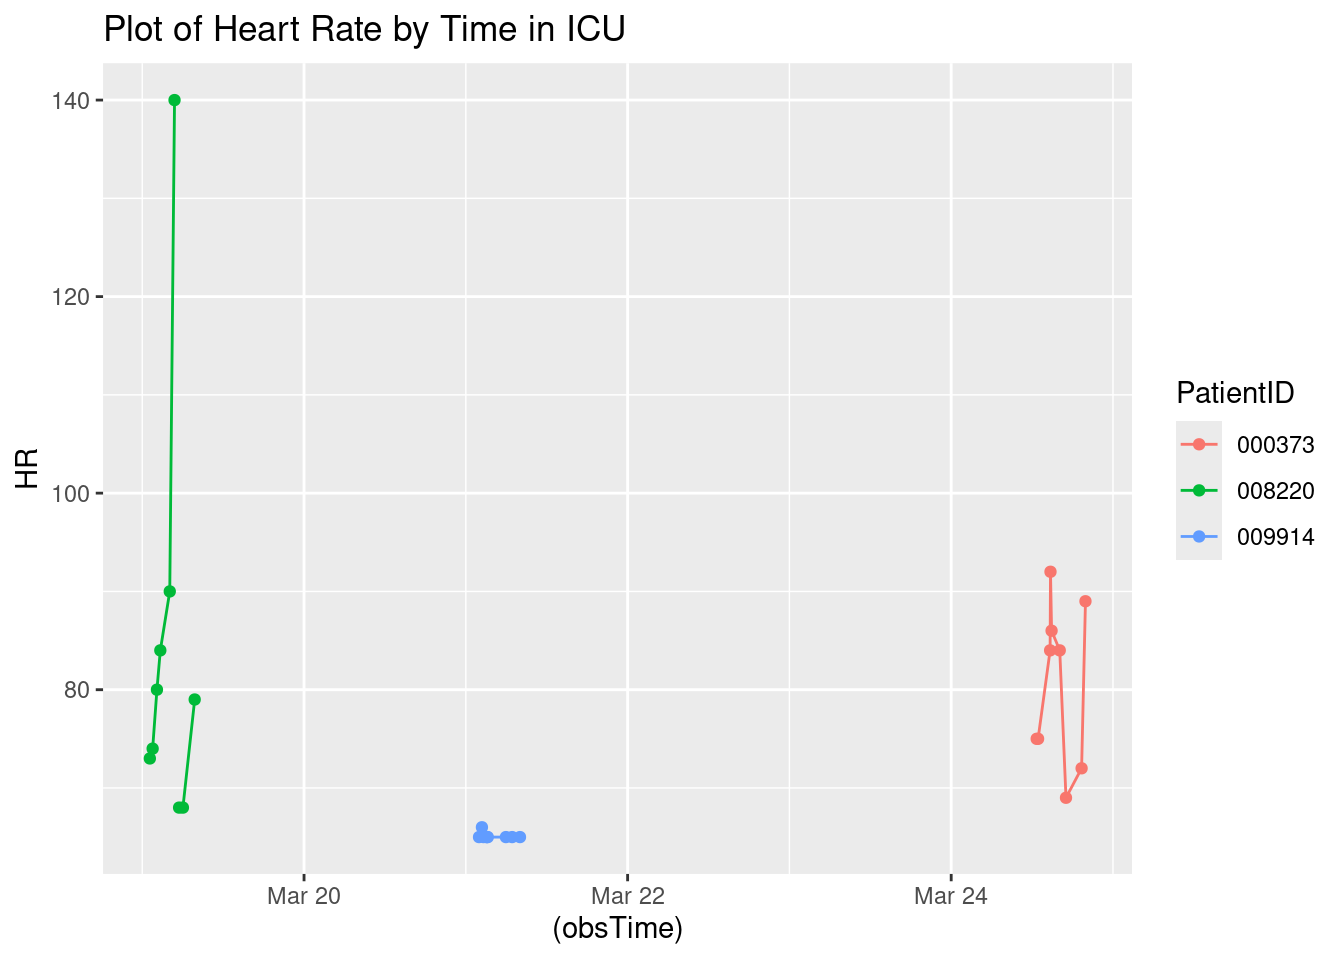 Plot of Heart Rate by Time in ICU
140
120
100
80
HR
Mar 20
Mar 22
Mar 24
(obsTime)
PatientID
000373
008220
009914